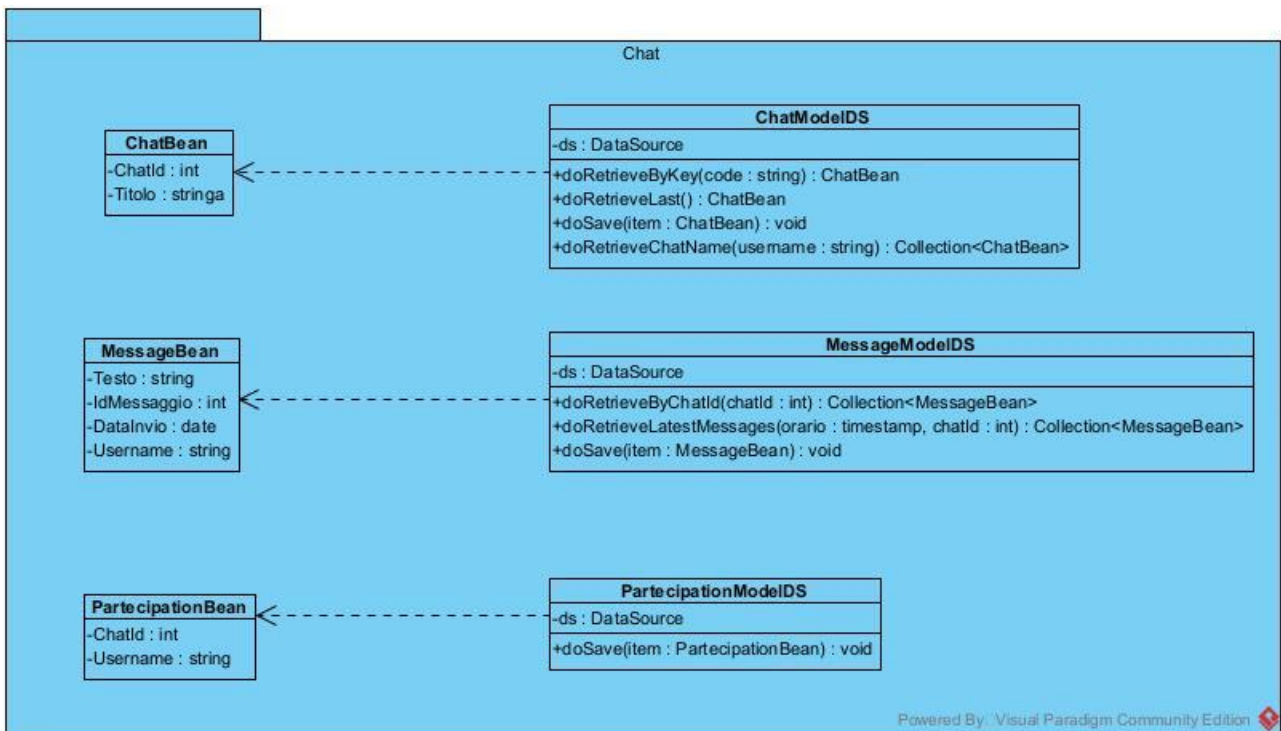 Chat
ChatBean
-ChatId : int
-Titolo : stringa
ChatModelDS
-ds : DataSource
+doRetrieveByKey(code : string) : ChatBean
+doRetrieveLast() : ChatBean
+doSave(item : ChatBean) : void
+doRetrieveChatName(username : string) : Collection<ChatBean>
MessageBean
-Testo : string
-IdMessaggio : int
-DataInvio : date
-Username : string
MessageModelDS
-ds : DataSource
+doRetrieveByChatId(chatId : int) : Collection<MessageBean>
+doRetrieveLatestMessages(orario : timestamp, chatId : int) : Collection<MessageBean>
+doSave(item : MessageBean) : void
PartecipationBean
-ChatId : int
-Username : string
PartecipationModelDS
-ds : DataSource
+doSave(item : PartecipationBean) : void
Powered By: Visual Paradigm Community Edition